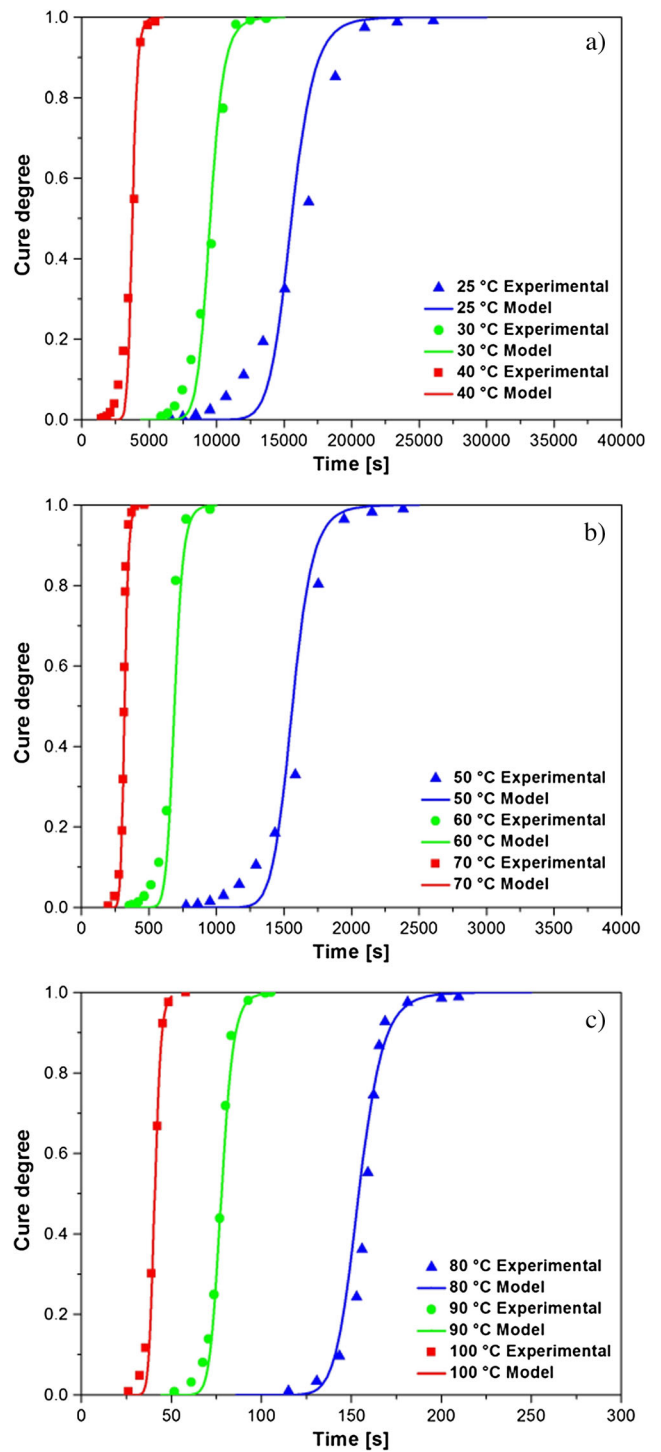 a)
1.0
0.8
0.6
0.4
0.2
0.0
Cure degree
25 °C Experimental
25 °C Model
30 °C Experimental
30 °C Model
40 °C Experimental
40 °C Model
0 5000 10000 15000 20000 25000 30000 35000 40000
Time [s]
b)
1.0
0.8
0.6
0.4
0.2
0.0
Cure degree
50 °C Experimental
50 °C Model
60 °C Experimental
60 °C Model
70 °C Experimental
70 °C Model
0 500 1000 1500 2000 2500 3000 3500 4000
Time [s]
c)
1.0
0.8
0.6
0.4
0.2
0.0
Cure degree
80 °C Experimental
80 °C Model
90 °C Experimental
90 °C Model
100 °C Experimental
100 °C Model
0 50 100 150 200 250 300
Time [s]